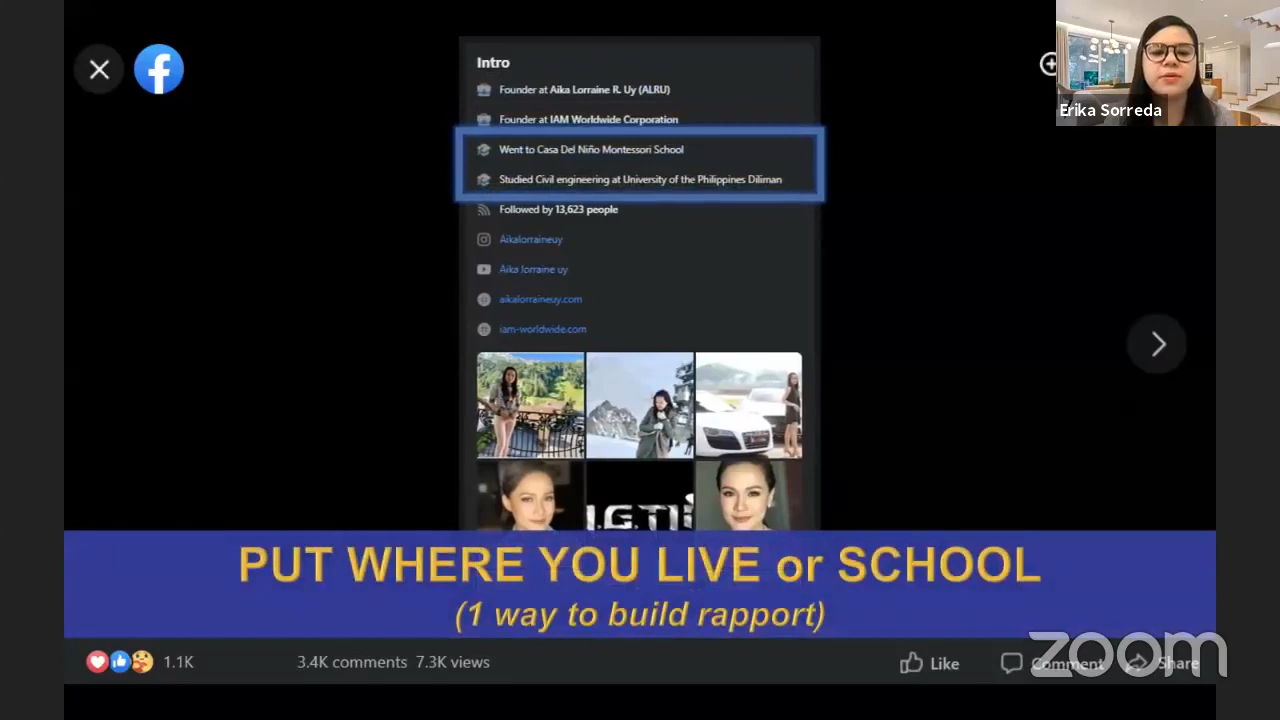 Intro
Founder at Aika Lorraine R. Uy (ALRU)
Founder at IAM Worldwide Corporation
Went to Casa Del Niño Montessori School
Studied Civil engineering at University of the Philippines Diliman
Followed by 13,623 people
Aikalorraineuy
Aika lorraine uy
aikalorraineuy.com
iam-worldwide.com
Erika Sorreda
PUT WHERE YOU LIVE or SCHOOL
(1 way to build rapport)
1.1K
3.4K comments 7.3K views
Like
Comment
Share
zoom